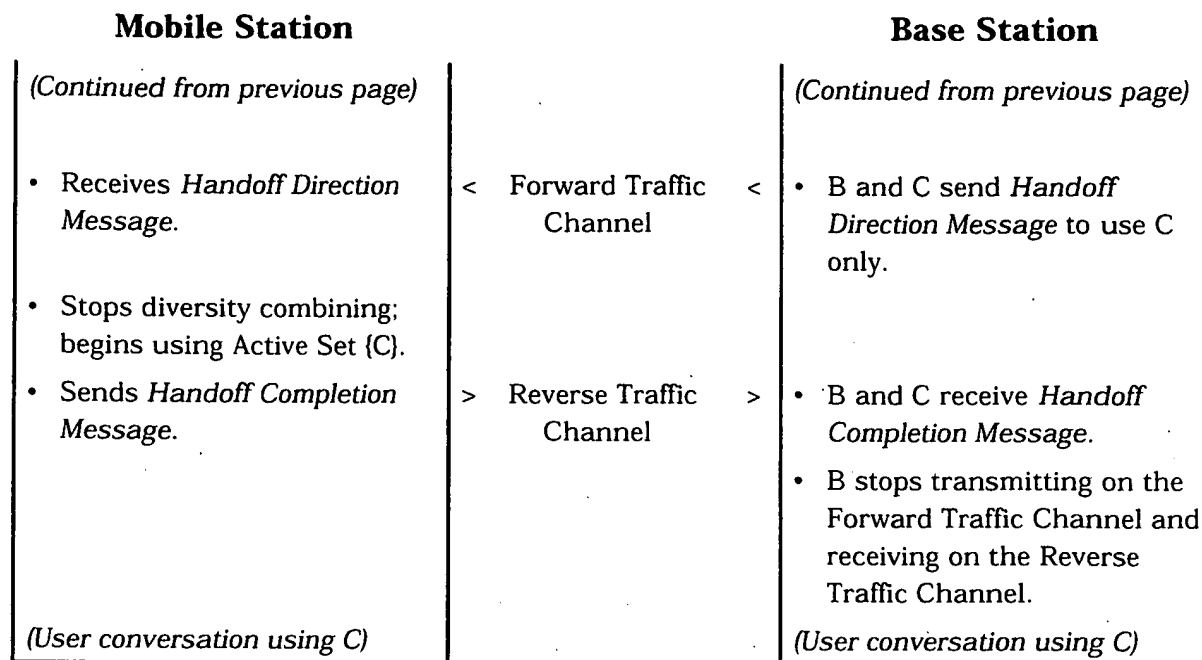 Mobile Station
Base Station
(Continued from previous page)
(Continued from previous page)
• Receives Handoff Direction
Message.
< Forward Traffic <
Channel
• B and C send Handoff
Direction Message to use C
only.
• Stops diversity combining;
begins using Active Set {C}.
• Sends Handoff Completion
Message.
> Reverse Traffic >
Channel
• B and C receive Handoff
Completion Message.
• B stops transmitting on the
Forward Traffic Channel and
receiving on the Reverse
Traffic Channel.
(User conversation using C)
(User conversation using C)